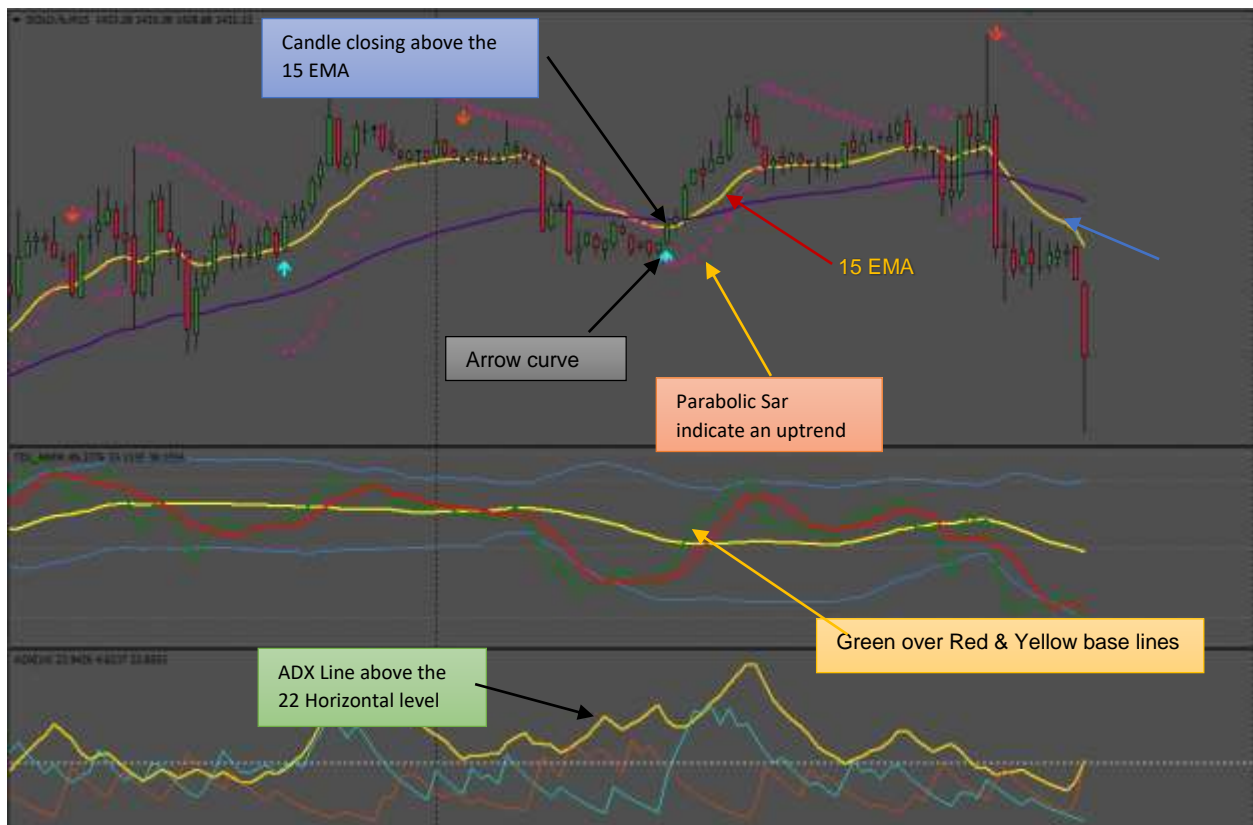 Candle closing above the
15 EMA
15 EMA
Arrow curve
Parabolic Sar
indicate an uptrend
Green over Red & Yellow base lines
ADX Line above the
22 Horizontal level